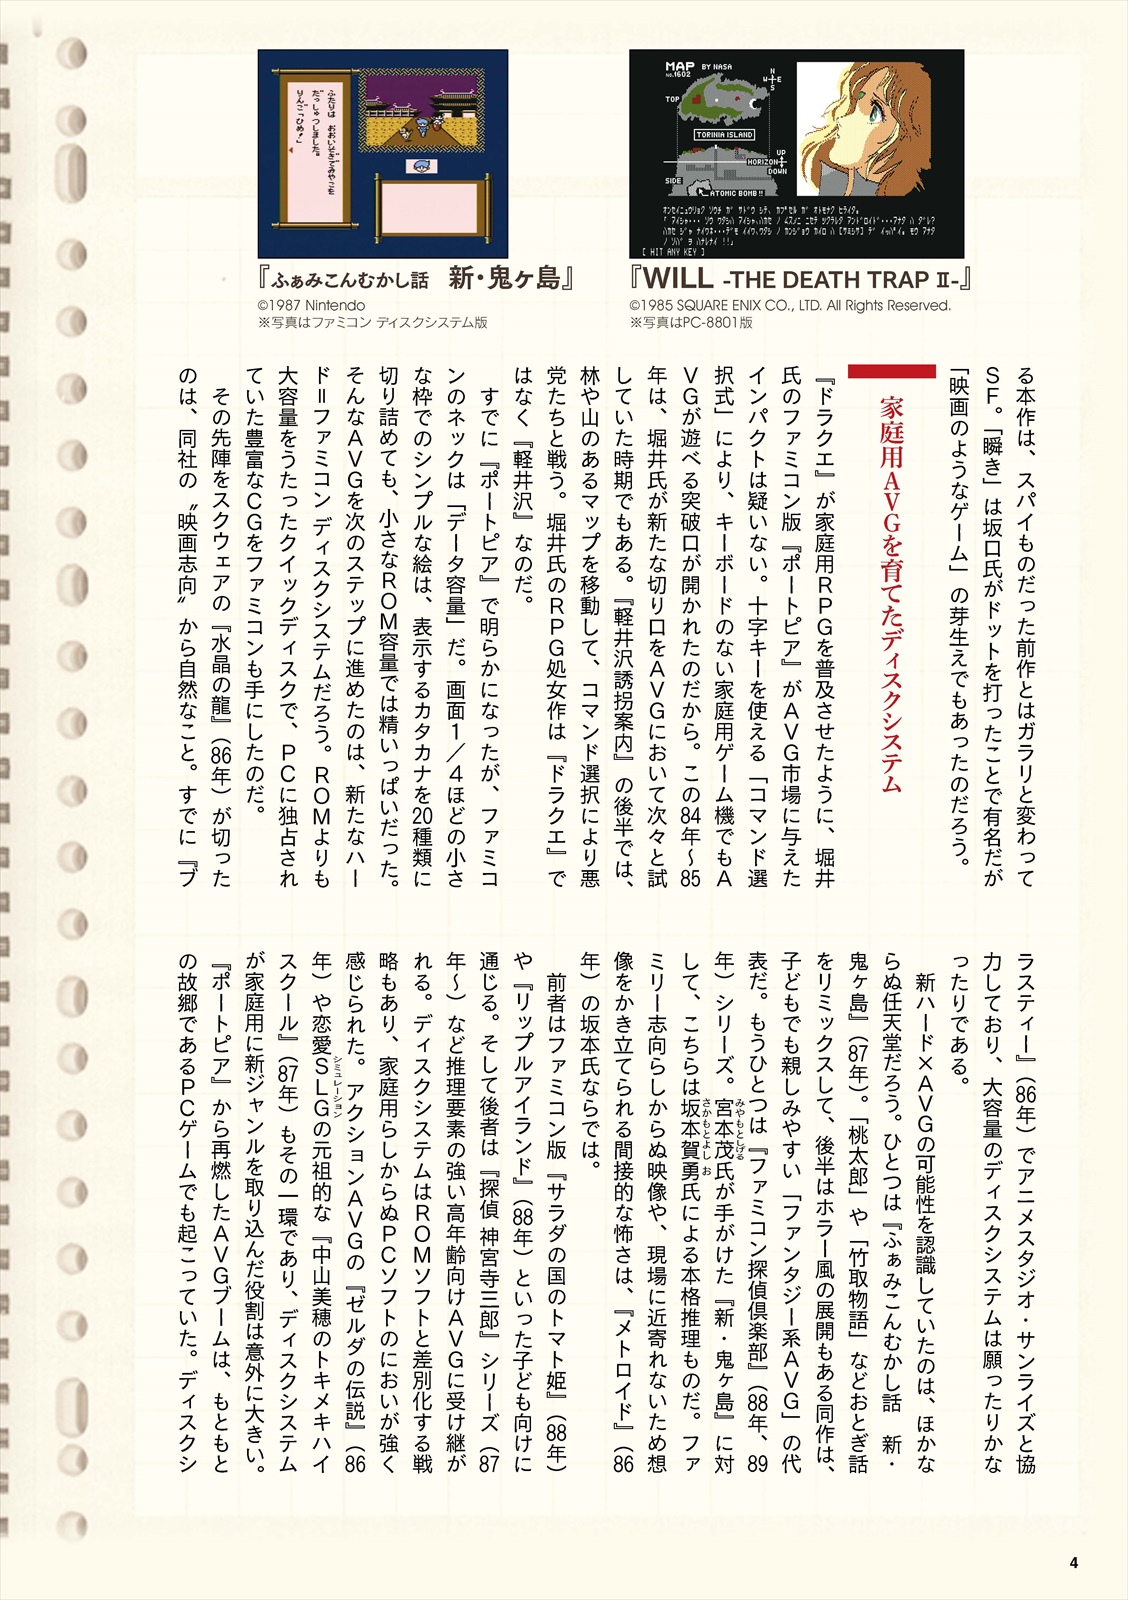 MAP BY NASA
NO.1602
N
W E
S
TOP
TORINIA ISLAND
UP
HORIZON
DOWN
SIDE
ATOMIC BOMB!!
[ HIT ANY KEY ]
ふたりは おおいそぎでみやこを
だっしゅつしました。
りんご「ひめ!」
『ふぁみこんむかし話 新・鬼ヶ島』
©1987 Nintendo
※写真はファミコン ディスクシステム版
『WILL -THE DEATH TRAP II-』
©1985 SQUARE ENIX CO., LTD. All Rights Reserved.
※写真はPC-8801版
る本作は、スパイものだった前作とはガラリと変わって
SF。「瞬き」は坂口氏がドットを打ったことで有名だが
「映画のようなゲーム」の芽生えでもあったのだろう。
家庭用AVGを育てたディスクシステム
『ドラクエ』が家庭用RPGを普及させたように、堀井
氏のファミコン版『ポートピア』がAVG市場に与えた
インパクトは疑いない。十字キーを使える「コマンド選
択式」により、キーボードのない家庭用ゲーム機でもA
VGが遊べる突破口が開かれたのだから。この84年〜85
年は、堀井氏が新たな切り口をAVGにおいて次々と試
していた時期でもある。『軽井沢誘拐案内』の後半では、
林や山のあるマップを移動して、コマンド選択により悪
党たちと戦う。堀井氏のRPG処女作は『ドラクエ』で
はなく『軽井沢』なのだ。
すでに『ポートピア』で明らかになったが、ファミコ
ンのネックは「データ容量」だ。画面1/4ほどの小さ
な枠でのシンプルな絵は、表示するカタカナを20種類に
切り詰めても、小さなROM容量では精いっぱいだった。
そんなAVGを次のステップに進めたのは、新たなハー
ド=ファミコン ディスクシステムだろう。ROMよりも
大容量をうたったクイックディスクで、PCに独占され
ていた豊富なCGをファミコンも手にしたのだ。
その先陣をスクウェアの『水晶の龍』(86年)が切った
のは、同社の〝映画志向〟から自然なこと。すでに『ブ
ラスティー』(86年)でアニメスタジオ・サンライズと協
力しており、大容量のディスクシステムは願ったりかな
ったりである。
新ハード×AVGの可能性を認識していたのは、ほかな
らぬ任天堂だろう。ひとつは『ふぁみこんむかし話 新・
鬼ヶ島』(87年)。「桃太郎」や「竹取物語」などおとぎ話
をリミックスして、後半はホラー風の展開もある同作は、
子どもでも親しみやすい「ファンタジー系AVG」の代
表だ。もうひとつは『ファミコン探偵倶楽部』(88年、89
年)シリーズ。宮本茂氏が手がけた『新・鬼ヶ島』に対
みやもとしげる
して、こちらは坂本賀勇氏による本格推理ものだ。ファ
さかもとよしお
ミリー志向らしからぬ映像や、現場に近寄れないため想
像をかき立てられる間接的な怖さは、『メトロイド』(86
年)の坂本氏ならでは。
前者はファミコン版『サラダの国のトマト姫』(88年)
や『リップルアイランド』(88年)といった子ども向けに
通じる。そして後者は『探偵 神宮寺三郎』シリーズ(87
年〜)など推理要素の強い高年齢向けAVGに受け継が
れる。ディスクシステムはROMソフトと差別化する戦
略もあり、家庭用らしからぬPCソフトのにおいが強く
感じられた。アクションAVGの『ゼルダの伝説』(86
年)や恋愛SLGの元祖的な『中山美穂のトキメキハイ
シミュレーション
スクール』(87年)もその一環であり、ディスクシステム
が家庭用に新ジャンルを取り込んだ役割は意外に大きい。
『ポートピア』から再燃したAVGブームは、もともと
の故郷であるPCゲームでも起こっていた。ディスクシ
4